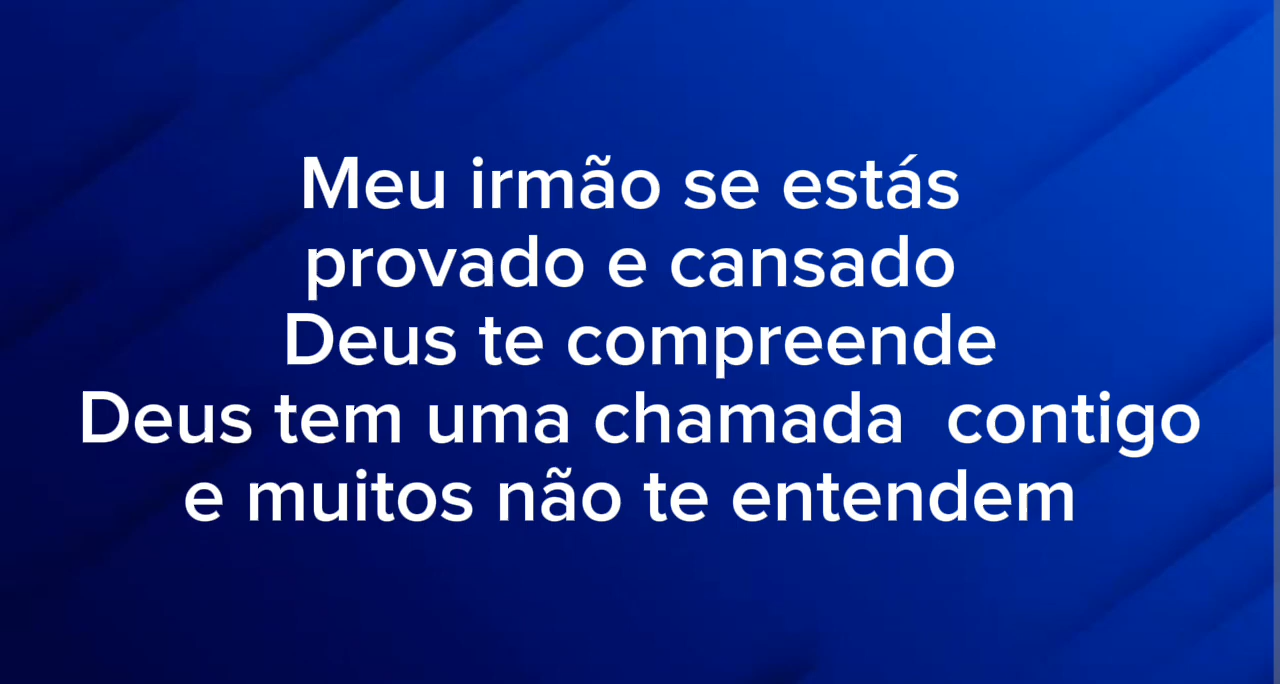 Meu irmão se estás
provado e cansado
Deus te compreende
Deus tem uma chamada  contigo
e muitos não te entendem